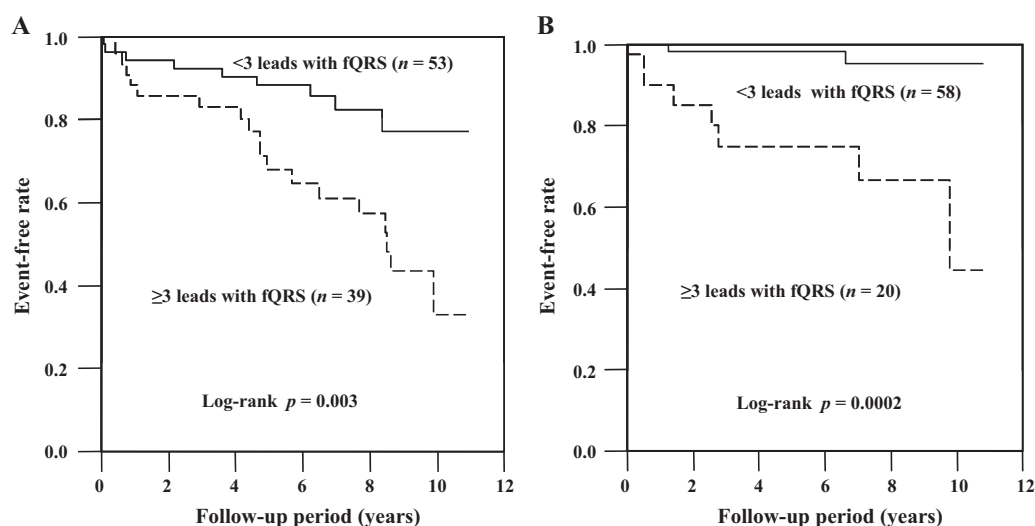 A
Event-free rate
1.0
0.8
0.6
0.4
0.2
0.0
<3 leads with fQRS (n = 53)
≥3 leads with fQRS (n = 39)
Log-rank p = 0.003
0 2 4 6 8 10 12
Follow-up period (years)
B
Event-free rate
1.0
0.8
0.6
0.4
0.2
0.0
<3 leads with fQRS (n = 58)
≥3 leads with fQRS (n = 20)
Log-rank p = 0.0002
0 2 4 6 8 10 12
Follow-up period (years)